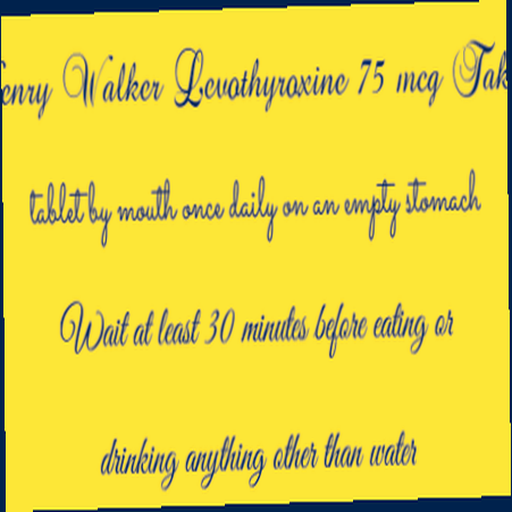 enry Walker Levothyroxine 75 mcg Tak
tablet by mouth once daily on an empty stomach
Wait at least 30 minutes before eating or
drinking anything other than water